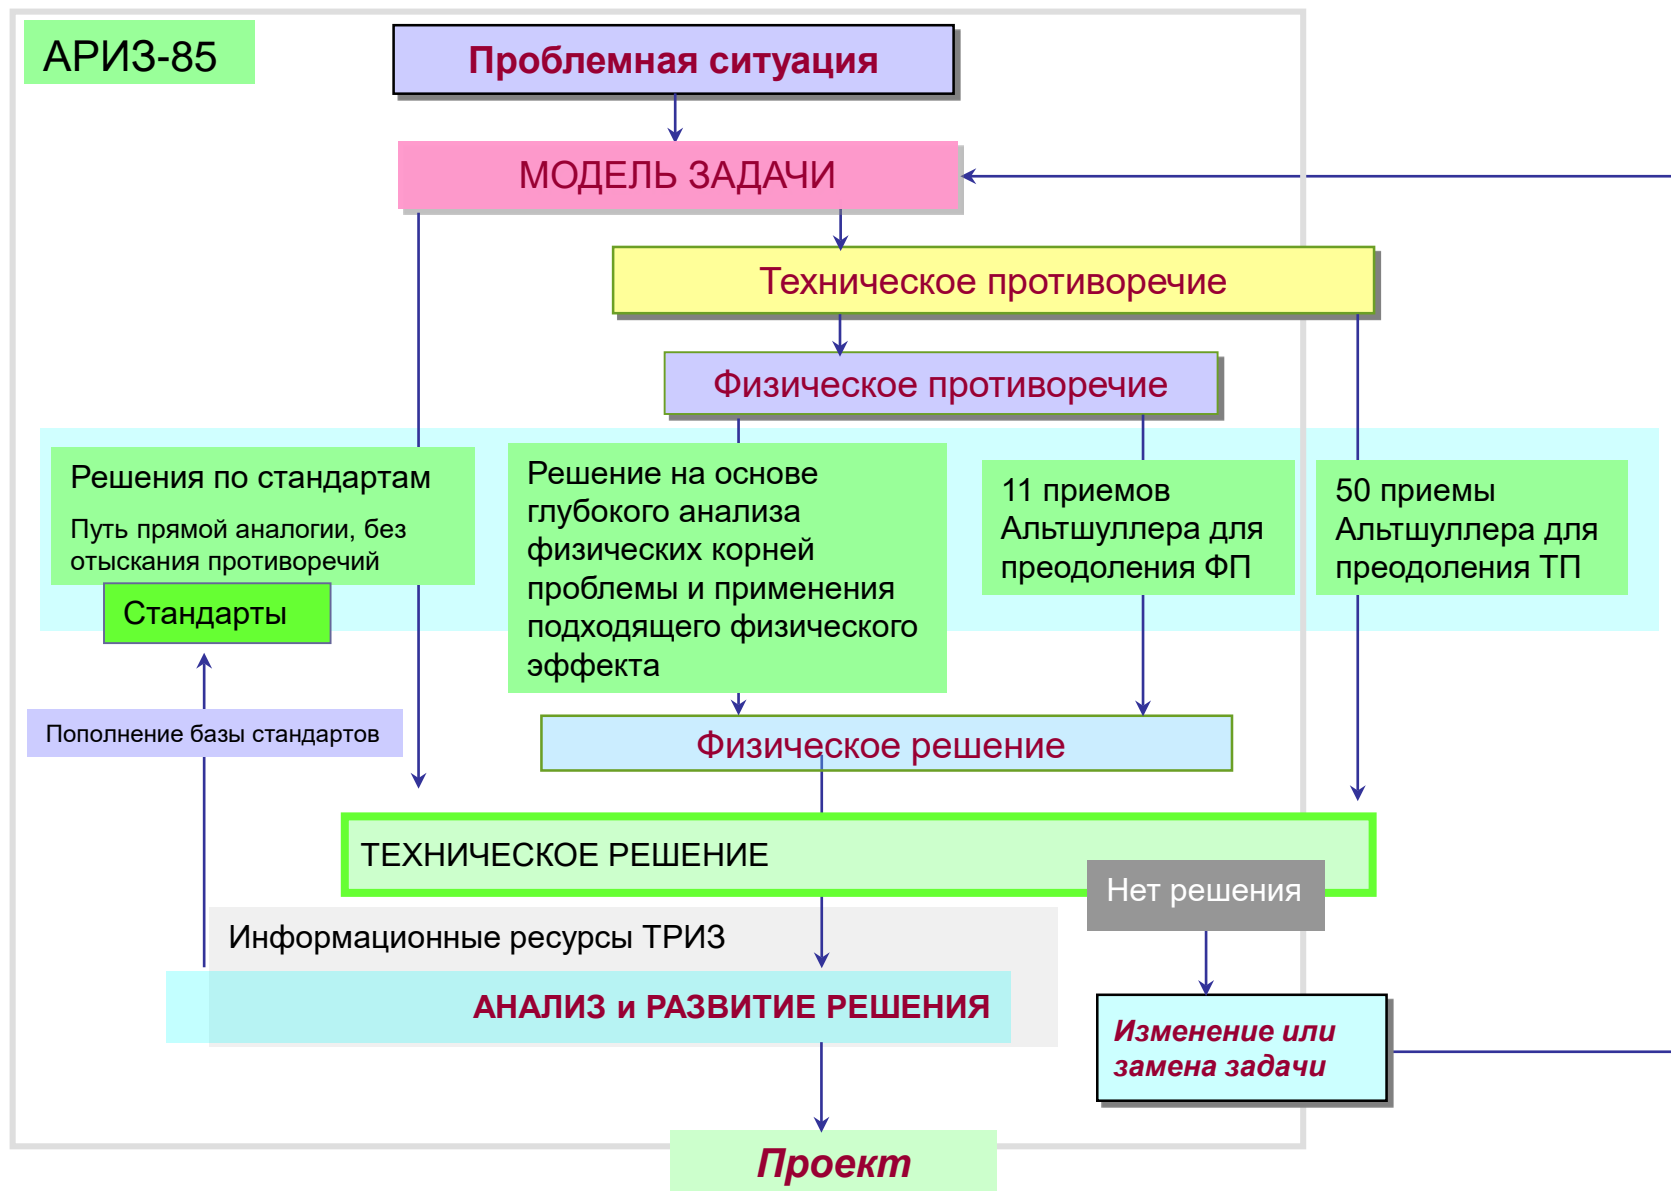 АРИЗ-85
Проблемная ситуация
МОДЕЛЬ ЗАДАЧИ
Техническое противоречие
Физическое противоречие
Решения по стандартам
Путь прямой аналогии, без
отыскания противоречий
Стандарты
Решение на основе
глубокого анализа
физических корней
проблемы и применения
подходящего физического
эффекта
11 приемов
Альтшуллера для
преодоления ФП
50 приемы
Альтшуллера для
преодоления ТП
Пополнение базы стандартов
Физическое решение
ТЕХНИЧЕСКОЕ РЕШЕНИЕ
Нет решения
Информационные ресурсы ТРИЗ
АНАЛИЗ и РАЗВИТИЕ РЕШЕНИЯ
Изменение или
замена задачи
Проект